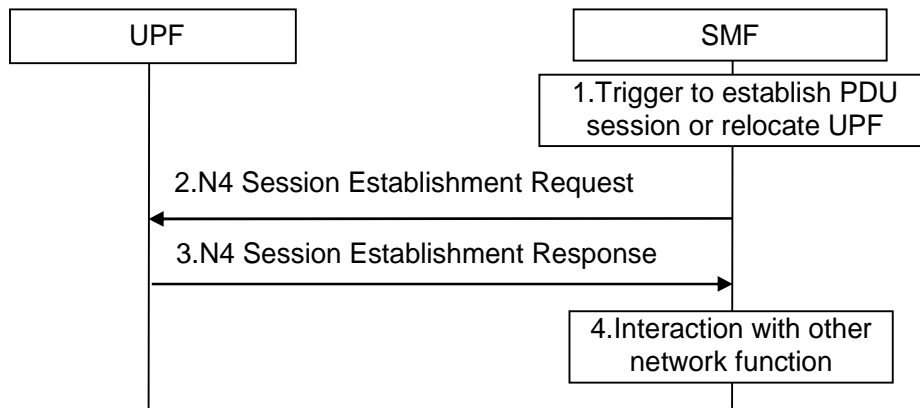 UPF
SMF
1.Trigger to establish PDU
session or relocate UPF
2.N4 Session Establishment Request
3.N4 Session Establishment Response
4.Interaction with other
network function